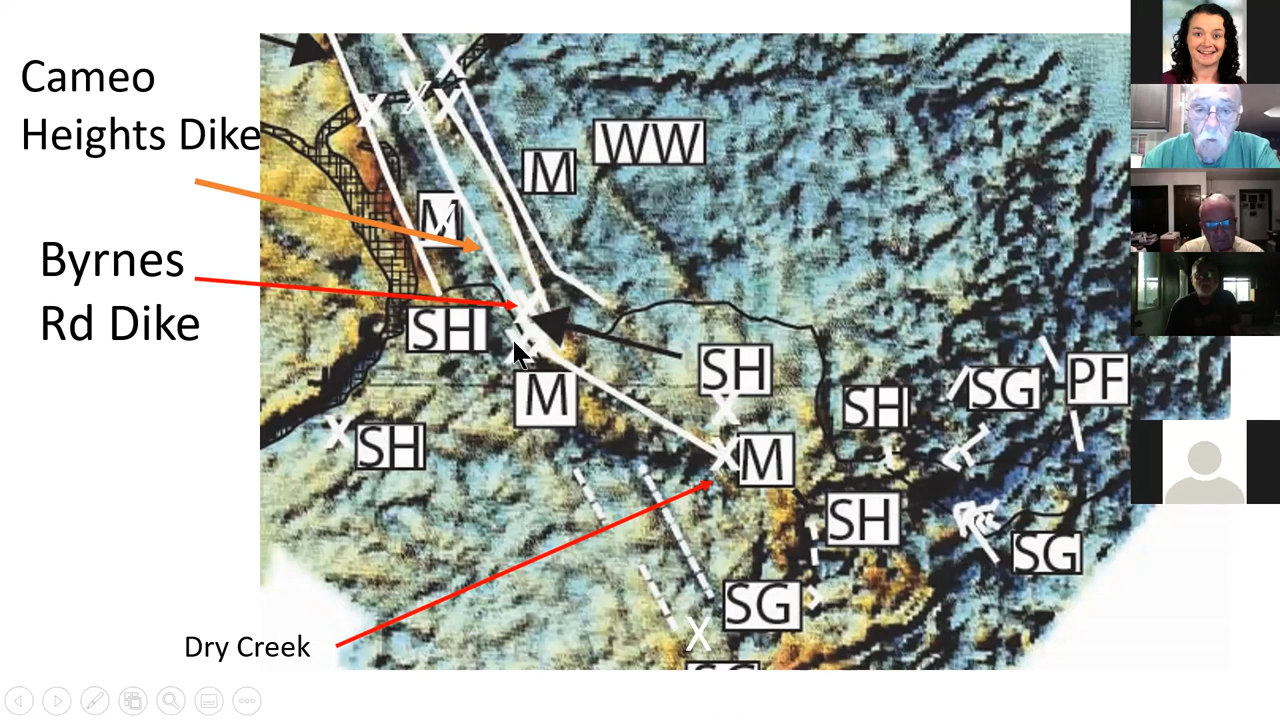 Cameo
Heights Dike
Byrnes
Rd Dike
Dry Creek
WW
M
M
SH
SH
M
SH
SG
PF
SH
M
SH
SG
SG
X
X
X
X
X
X
X